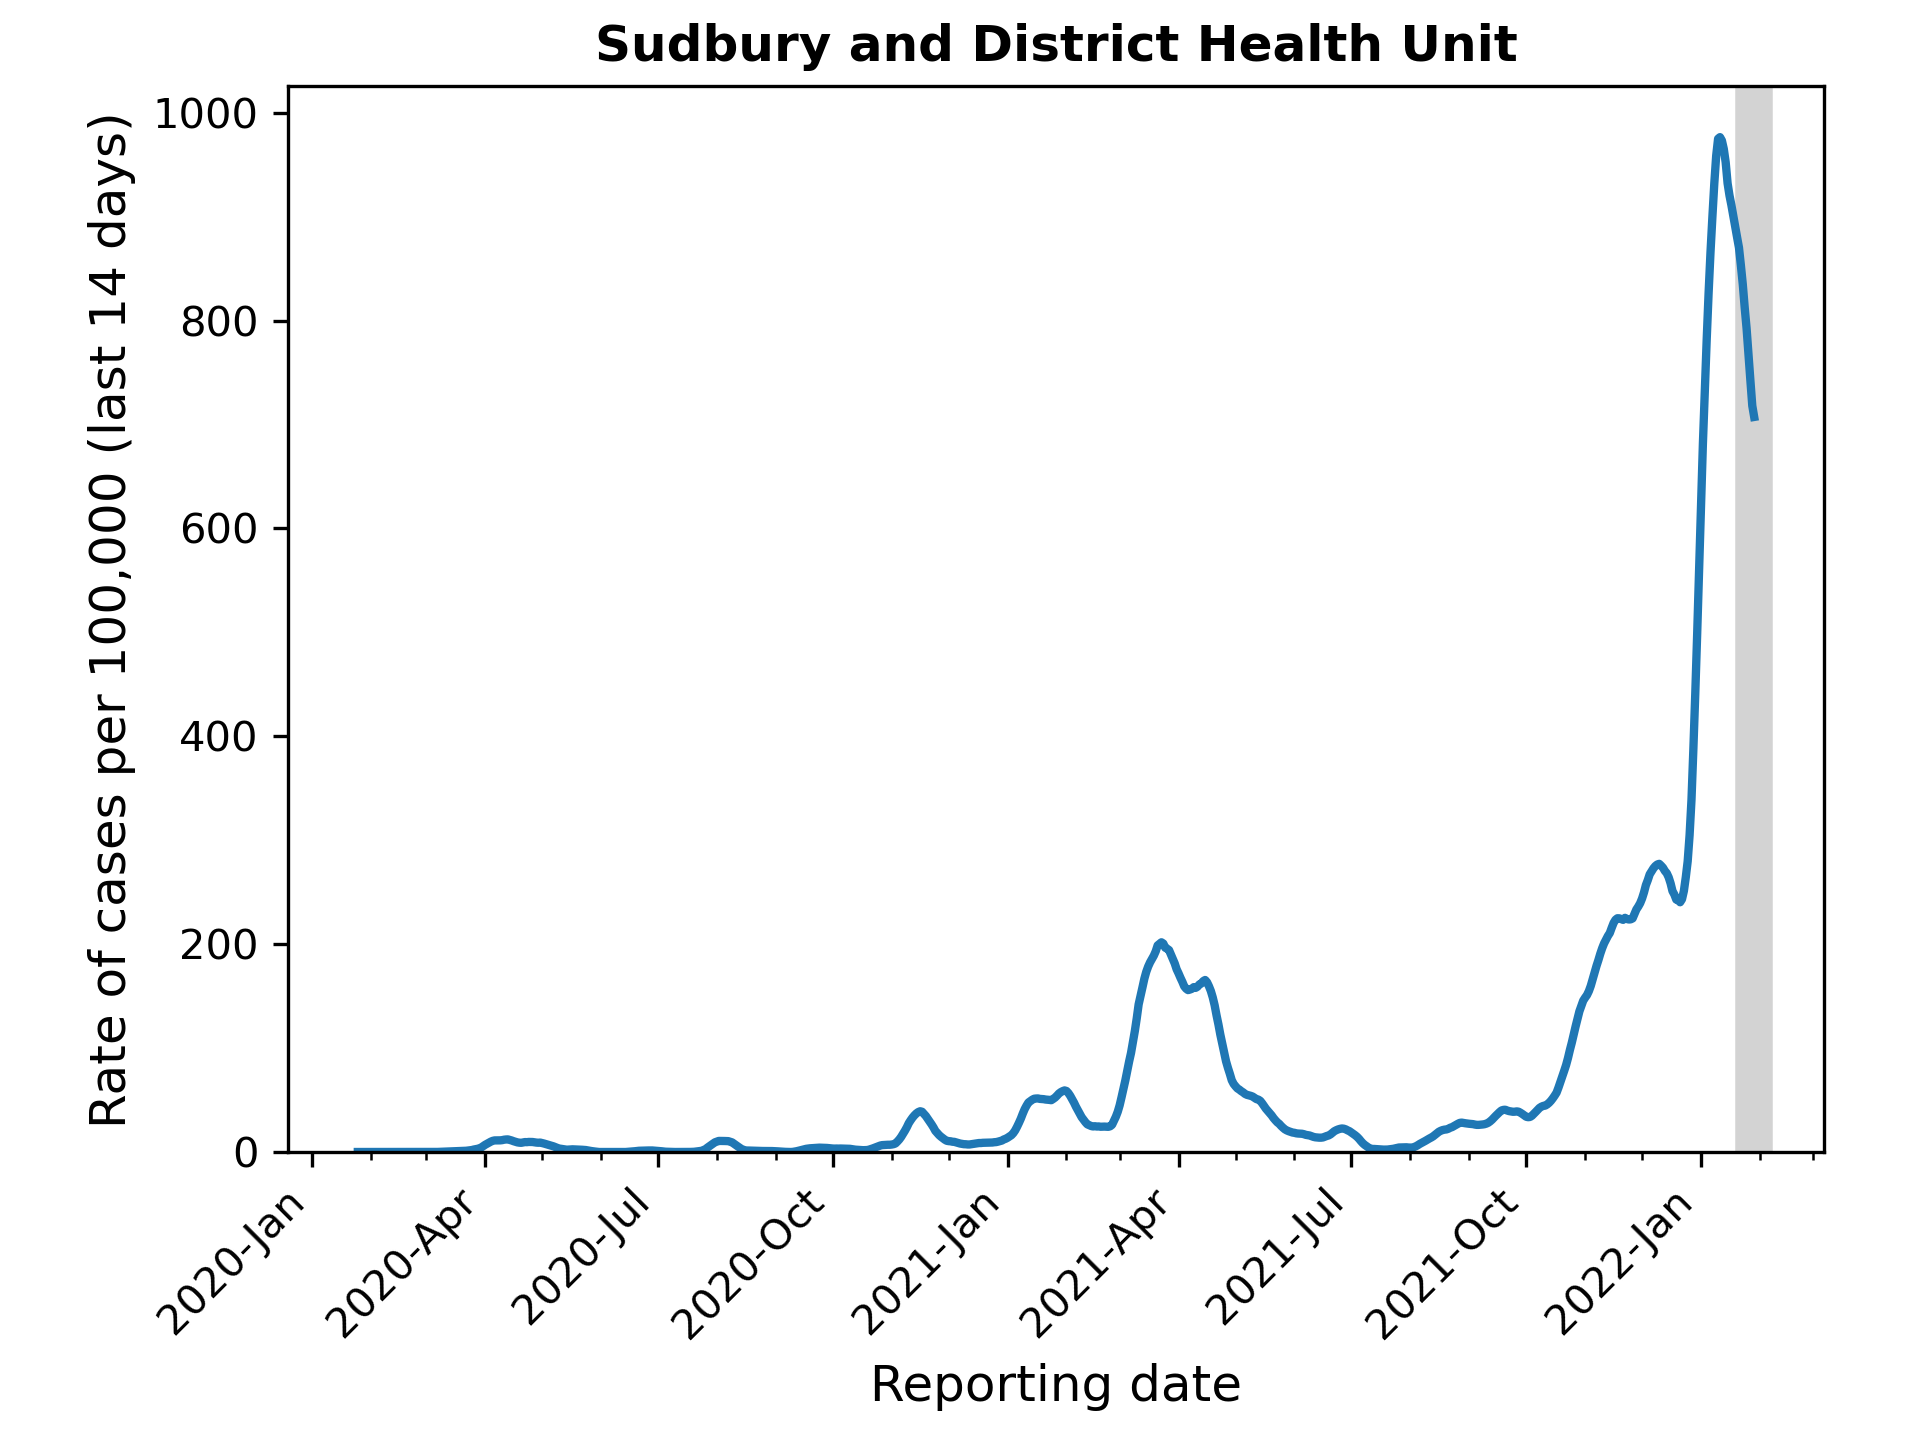 Sudbury and District Health Unit
Rate of cases per 100,000 (last 14 days)
1000
800
600
400
200
0
2020-Jan
2020-Apr
2020-Jul
2020-Oct
2021-Jan
2021-Apr
2021-Jul
2021-Oct
2022-Jan
Reporting date